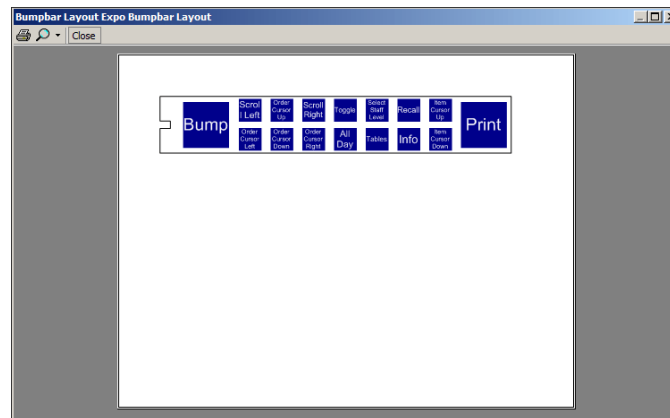 Bumpbar Layout Expo Bumpbar Layout
Close
Bump
Scrol
l Left
Order
Cursor
Up
Scroll
Right
Toggle
Select
Staff
Level
Recall
Item
Cursor
Up
Print
Order
Cursor
Left
Order
Cursor
Down
Order
Cursor
Right
All
Day
Tables
Info
Item
Cursor
Down